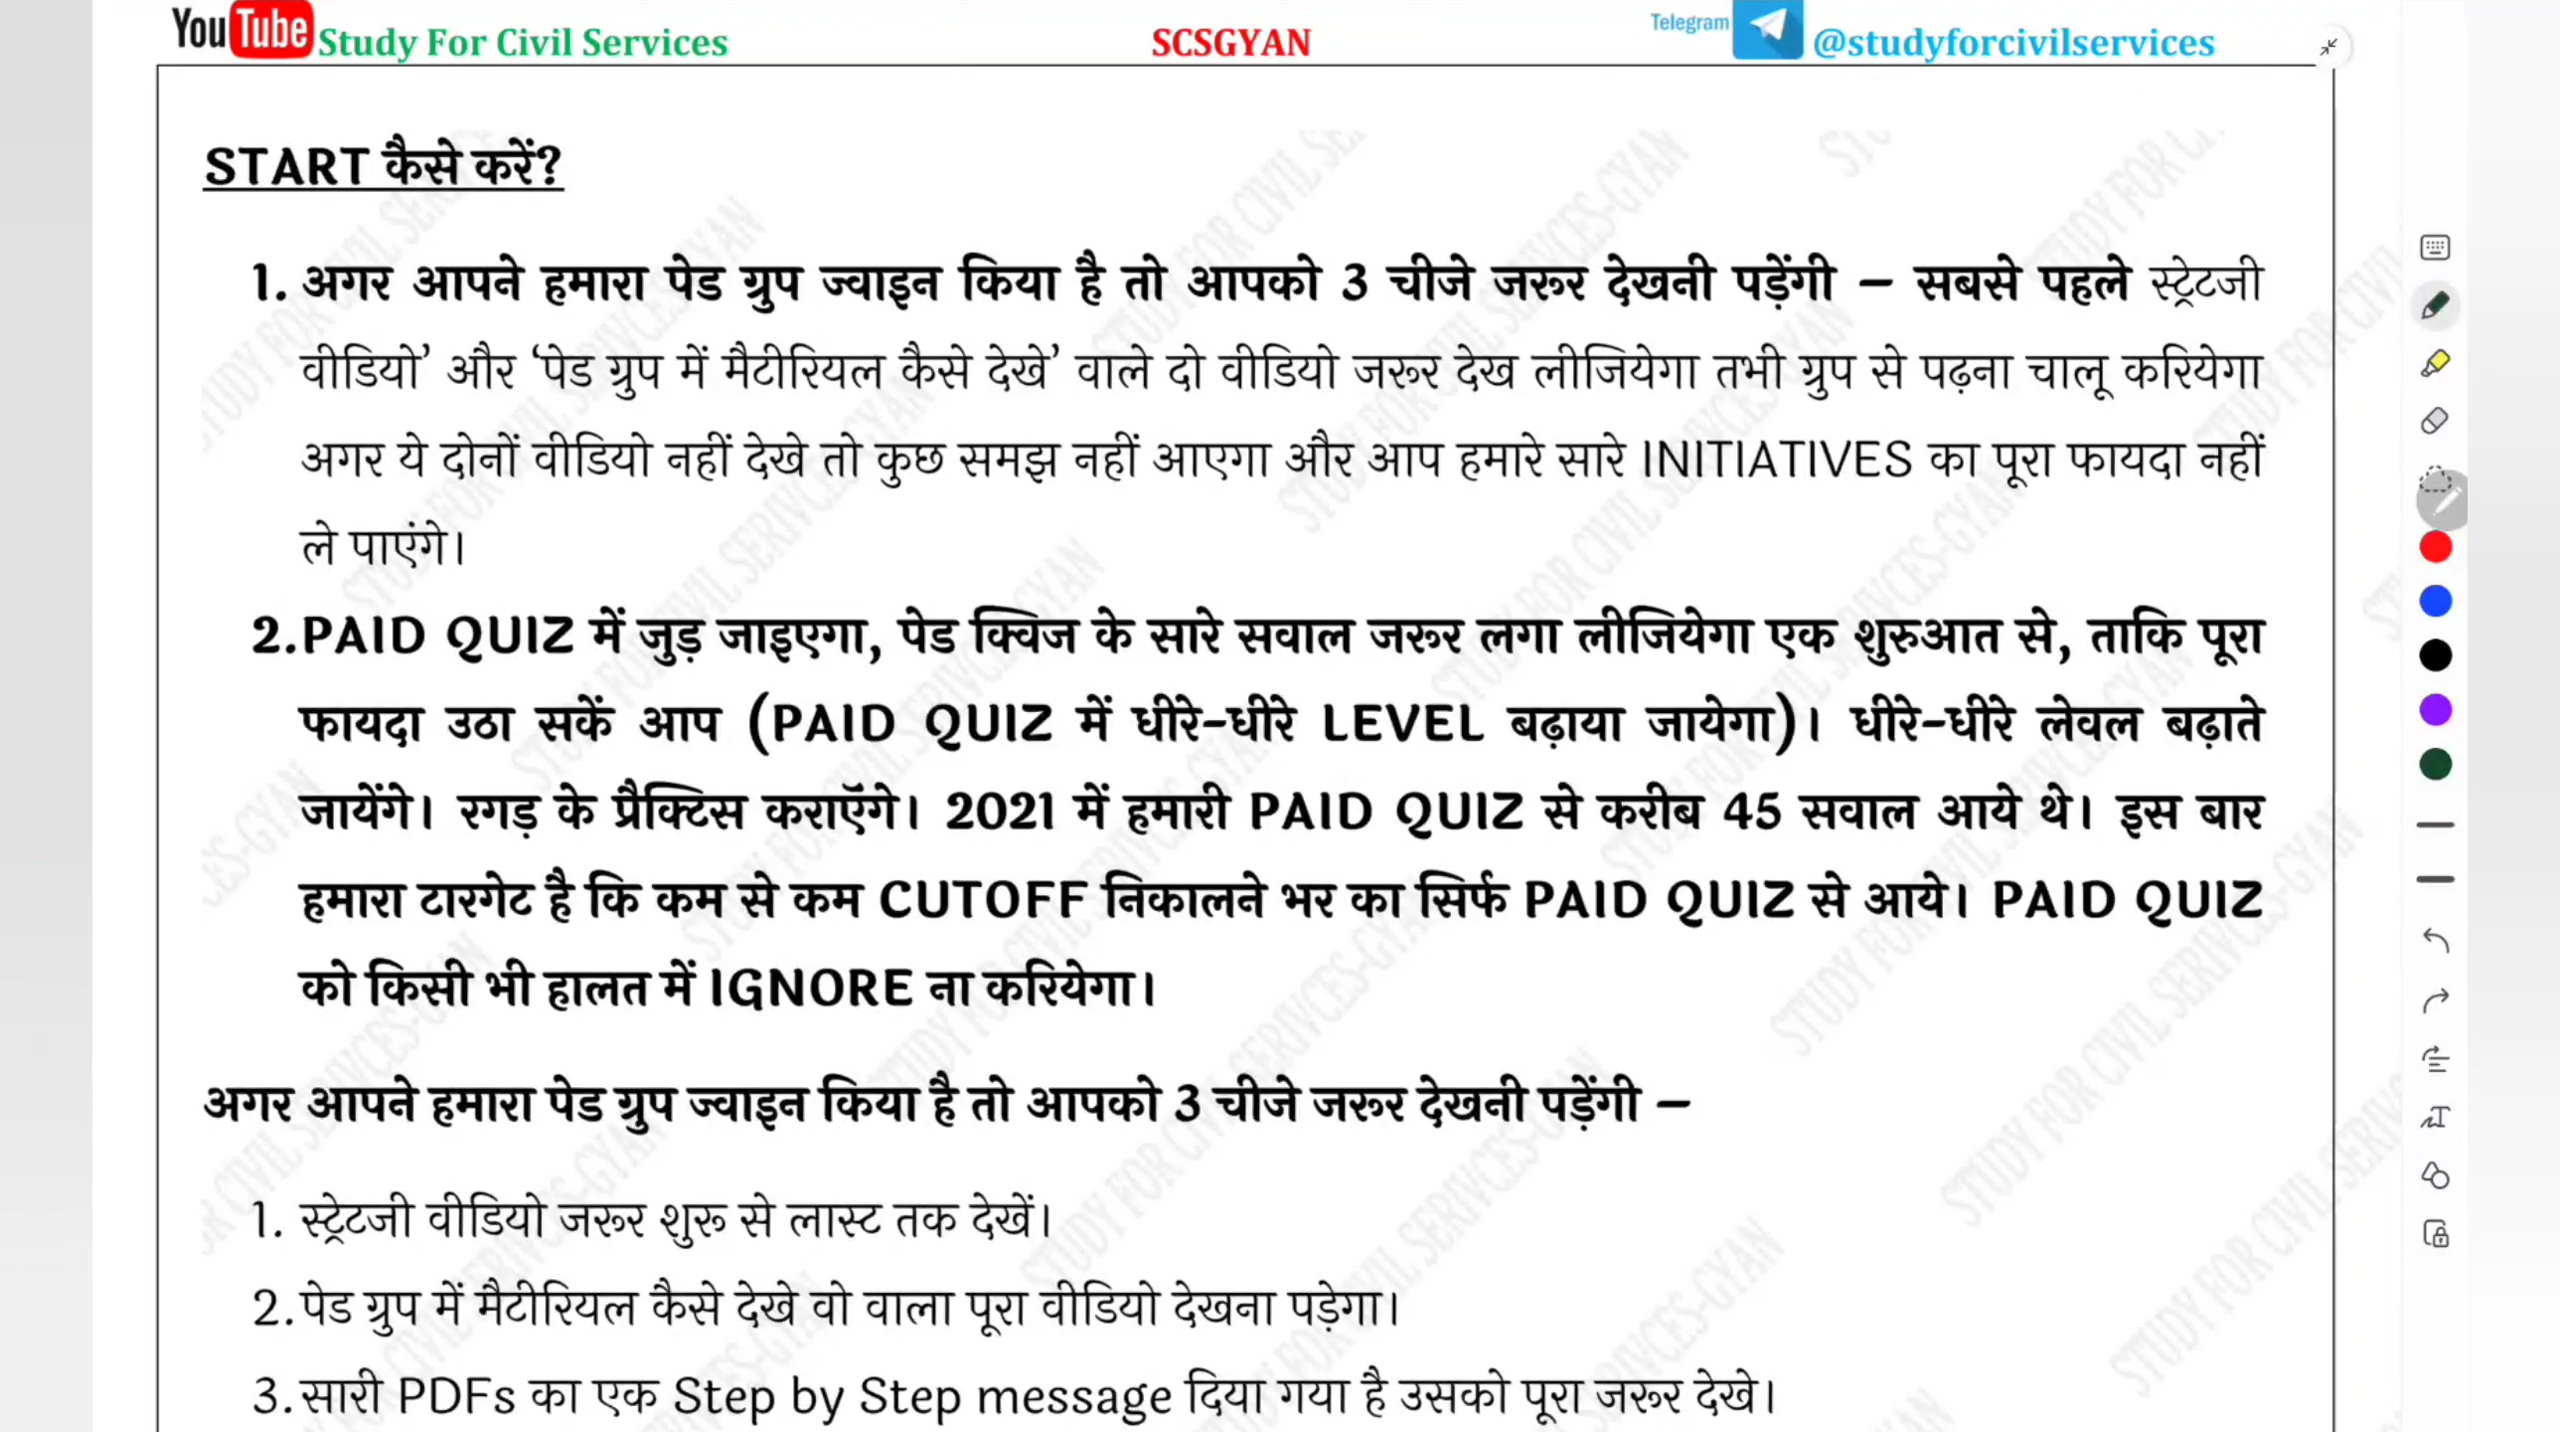 YouTube Study For Civil Services SCSGYAN Telegram @studyforcivilservices
START कैसे करें?
1. अगर आपने हमारा पेड ग्रुप ज्वाइन किया है तो आपको 3 चीजे जरूर देखनी पड़ेंगी – सबसे पहले स्ट्रेटजी
वीडियो’ और ‘पेड ग्रुप में मैटीरियल कैसे देखे’ वाले दो वीडियो जरूर देख लीजियेगा तभी ग्रुप से पढ़ना चालू करियेगा
अगर ये दोनों वीडियो नहीं देखे तो कुछ समझ नहीं आएगा और आप हमारे सारे INITIATIVES का पूरा फायदा नहीं
ले पाएंगे।
2. PAID QUIZ में जुड़ जाइएगा, पेड क्विज के सारे सवाल जरूर लगा लीजियेगा एक शुरुआत से, ताकि पूरा
फायदा उठा सकें आप (PAID QUIZ में धीरे-धीरे LEVEL बढ़ाया जायेगा)। धीरे-धीरे लेवल बढ़ाते
जायेंगे। रगड़ के प्रैक्टिस कराऍगे। 2021 में हमारी PAID QUIZ से करीब 45 सवाल आये थे। इस बार
हमारा टारगेट है कि कम से कम CUTOFF निकालने भर का सिर्फ PAID QUIZ से आये। PAID QUIZ
को किसी भी हालत में IGNORE ना करियेगा।
अगर आपने हमारा पेड ग्रुप ज्वाइन किया है तो आपको 3 चीजे जरूर देखनी पड़ेंगी –
1. स्ट्रेटजी वीडियो जरूर शुरू से लास्ट तक देखें।
2. पेड ग्रुप में मैटीरियल कैसे देखे वो वाला पूरा वीडियो देखना पड़ेगा।
3. सारी PDFs का एक Step by Step message दिया गया है उसको पूरा जरूर देखे।